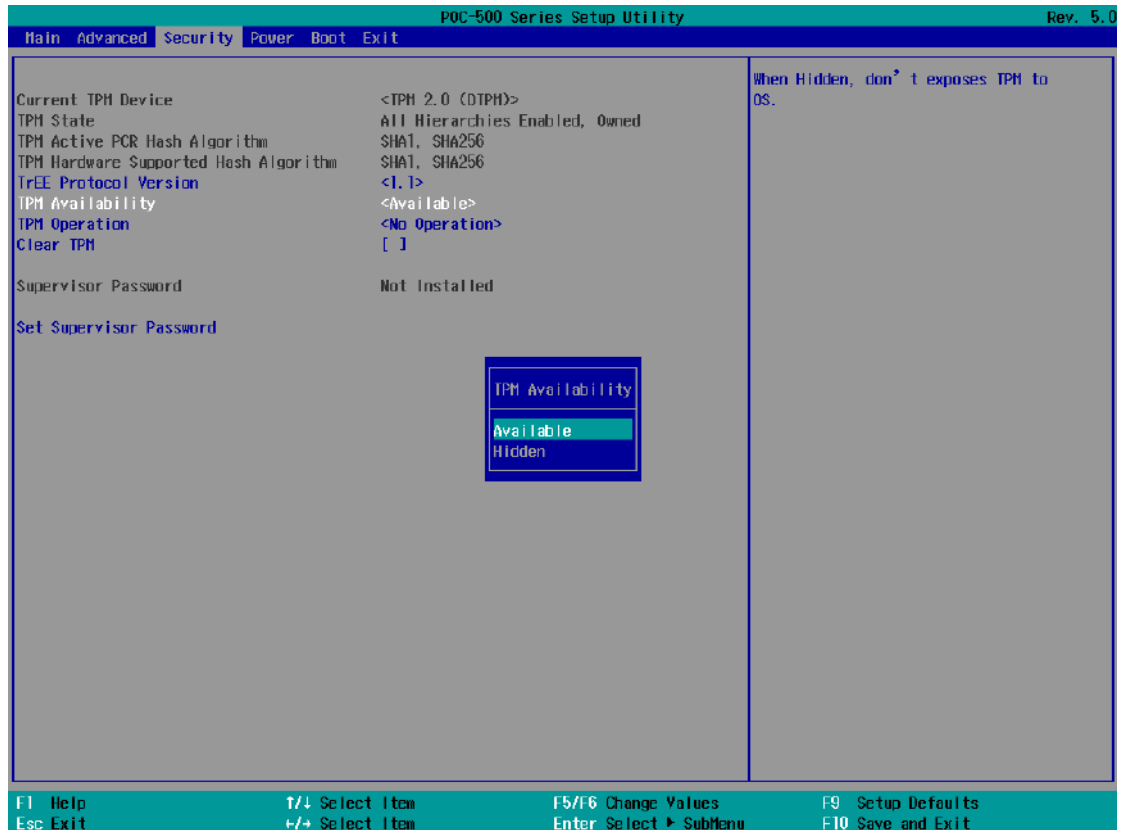 POC-500 Series Setup Utility Rev. 5.0
Main Advanced Security Power Boot Exit
When Hidden, don't exposes TPM to
OS.
Current TPM Device <TPM 2.0 (DTPM)>
TPM State All Hierarchies Enabled, Owned
TPM Active PCR Hash Algorithm SHA1, SHA256
TPM Hardware Supported Hash Algorithm SHA1, SHA256
TrEE Protocol Version <1.1>
TPM Availability <Available>
TPM Operation <No Operation>
Clear TPM [ ]
Supervisor Password Not Installed
Set Supervisor Password
TPM Availability
Available
Hidden
F1 Help ↑/↓ Select Item F5/F6 Change Values F9 Setup Defaults
Esc Exit ←/→ Select Item Enter Select ▶ SubMenu F10 Save and Exit